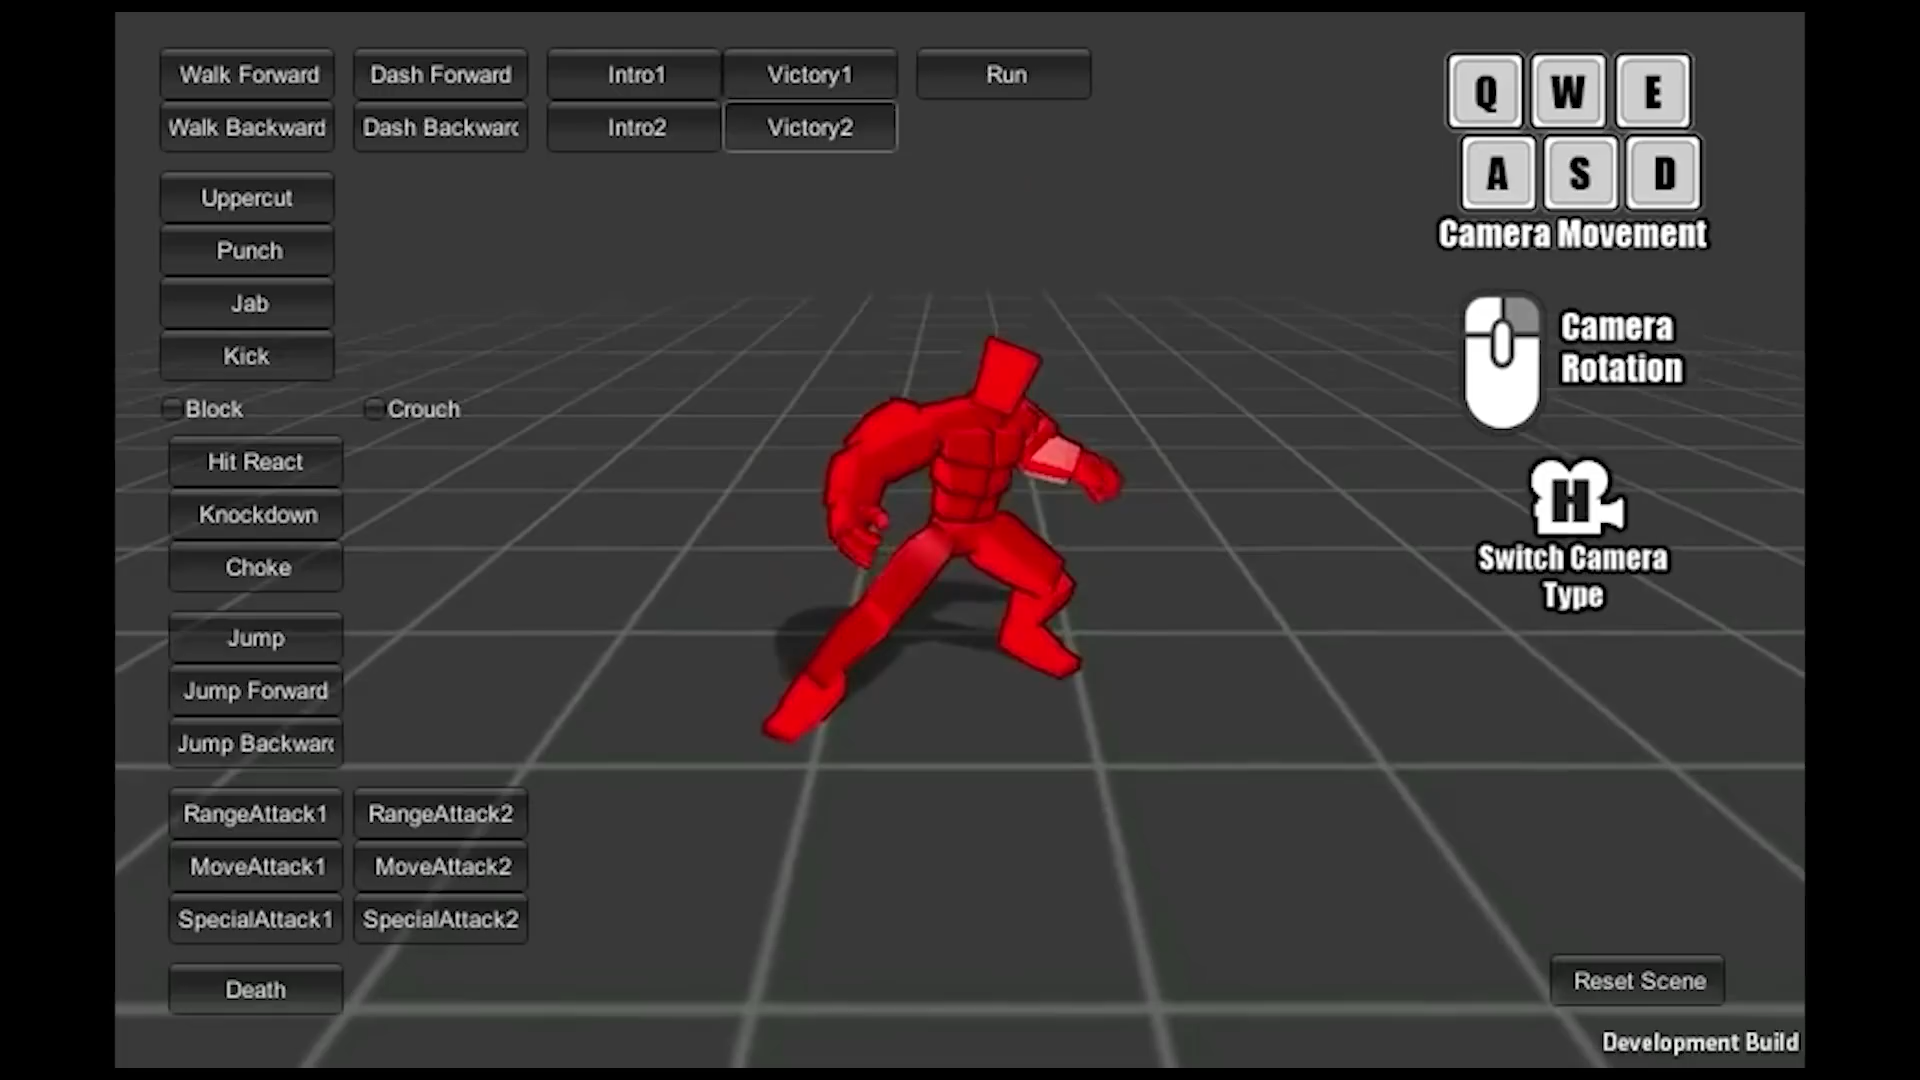 Walk Forward
Dash Forward
Intro1
Victory1
Run
Walk Backward
Dash Backward
Intro2
Victory2
Uppercut
Punch
Jab
Kick
Block
Crouch
Hit React
Knockdown
Choke
Jump
Jump Forward
Jump Backward
RangeAttack1
RangeAttack2
MoveAttack1
MoveAttack2
SpecialAttack1
SpecialAttack2
Death
Q W E
A S D
Camera Movement
Camera
Rotation
H
Switch Camera
Type
Reset Scene
Development Build